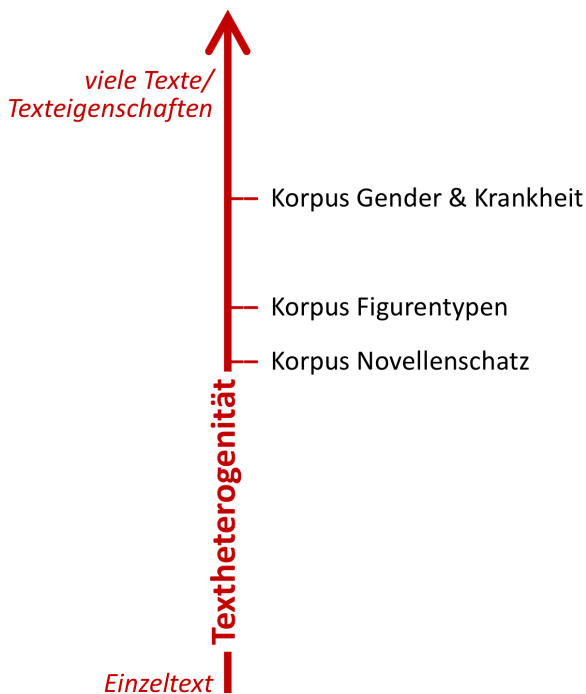 viele Texte/
Texteigenschaften
Korpus Gender & Krankheit
Korpus Figurentypen
Korpus Novellenschatz
Textheterogenität
Einzeltext